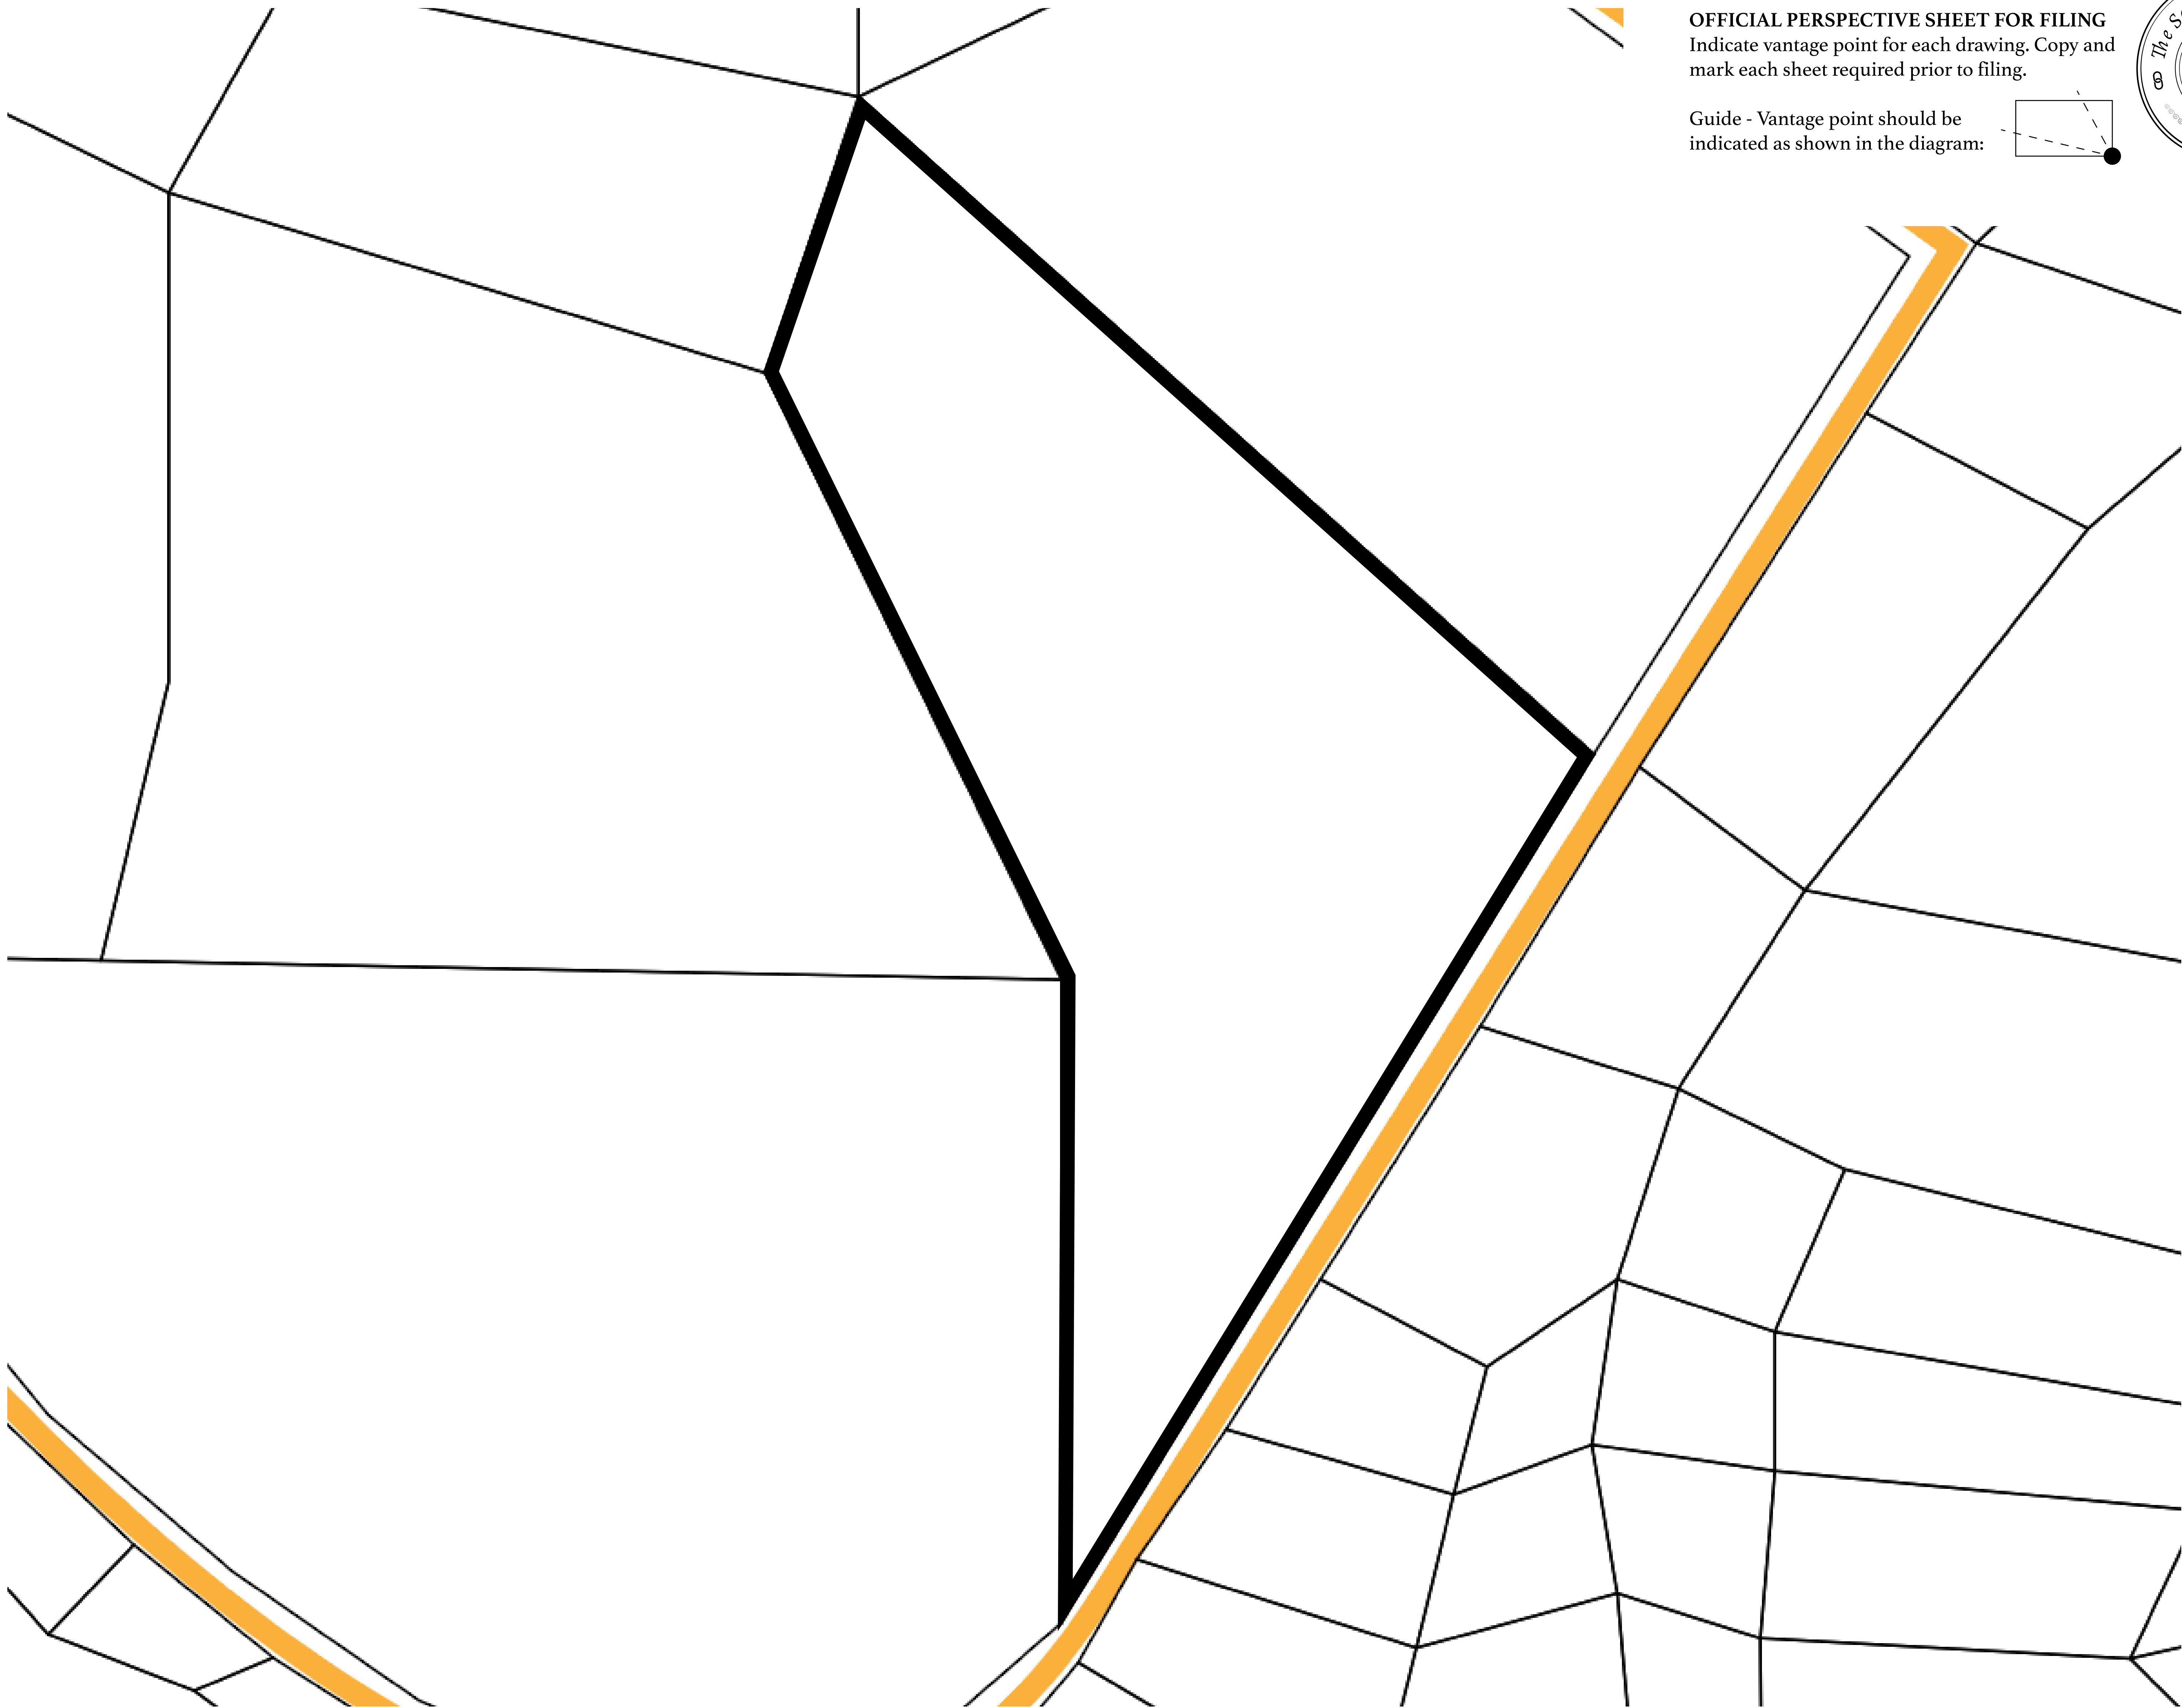 OFFICIAL PERSPECTIVE SHEET FOR FILING
Indicate vantage point for each drawing. Copy and
mark each sheet required prior to filing.
Guide - Vantage point should be
indicated as shown in the diagram:
The